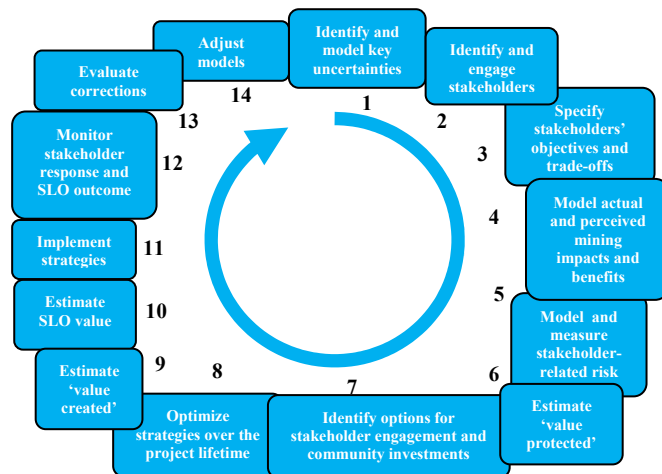 Identify and
model key
uncertainties
1
Identify and
engage
stakeholders
2
Specify
stakeholders’
objectives and
trade-offs
3
Model actual
and perceived
mining
impacts and
benefits
4
Model and
measure
stakeholder-
related risk
5
Estimate
‘value
protected’
6
Identify options for
stakeholder engagement and
community investments
7
Optimize
strategies over the
project lifetime
8
Estimate
‘value
created’
9
Estimate
SLO value
10
Implement
strategies
11
Monitor
stakeholder
response and
SLO outcome
12
Evaluate
corrections
13
Adjust
models
14